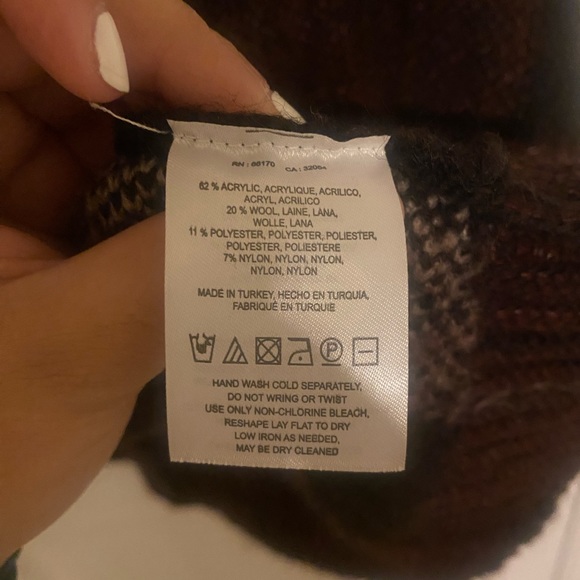 RN : 69170 CA : 32054
62 % ACRYLIC, ACRYLIQUE, ACRILICO,
ACRYL, ACRILICO
20 % WOOL, LAINE, LANA,
WOLLE, LANA
11 % POLYESTER, POLYESTER, POLIESTER,
POLYESTER, POLIESTERE
7% NYLON, NYLON, NYLON,
NYLON, NYLON
MADE IN TURKEY, HECHO EN TURQUIA,
FABRIQUÉ EN TURQUIE
P
HAND WASH COLD SEPARATELY,
DO NOT WRING OR TWIST
USE ONLY NON-CHLORINE BLEACH,
RESHAPE LAY FLAT TO DRY
LOW IRON AS NEEDED,
MAY BE DRY CLEANED